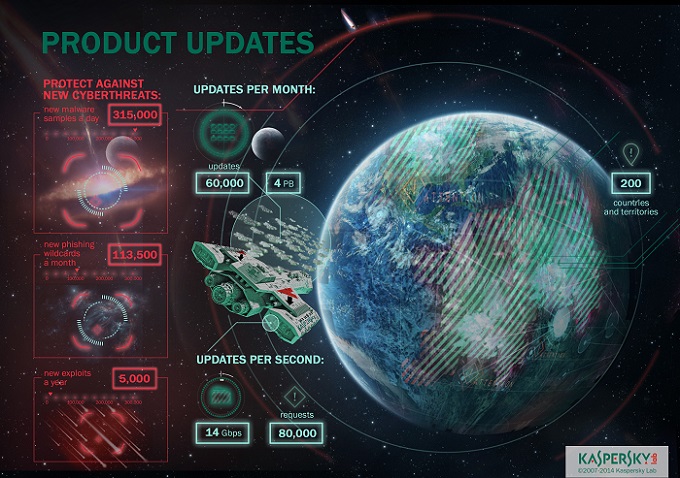 PRODUCT UPDATES
PROTECT AGAINST
NEW CYBERTHREATS:
new malware
samples a day
315,000
new phishing
wildcards
a month
113,500
new exploits
a year
5,000
UPDATES PER MONTH:
updates
60,000
4 PB
UPDATES PER SECOND:
14 Gbps
requests
80,000
200
countries
and territories
KASPERSKY lab
©2007-2014 Kaspersky Lab